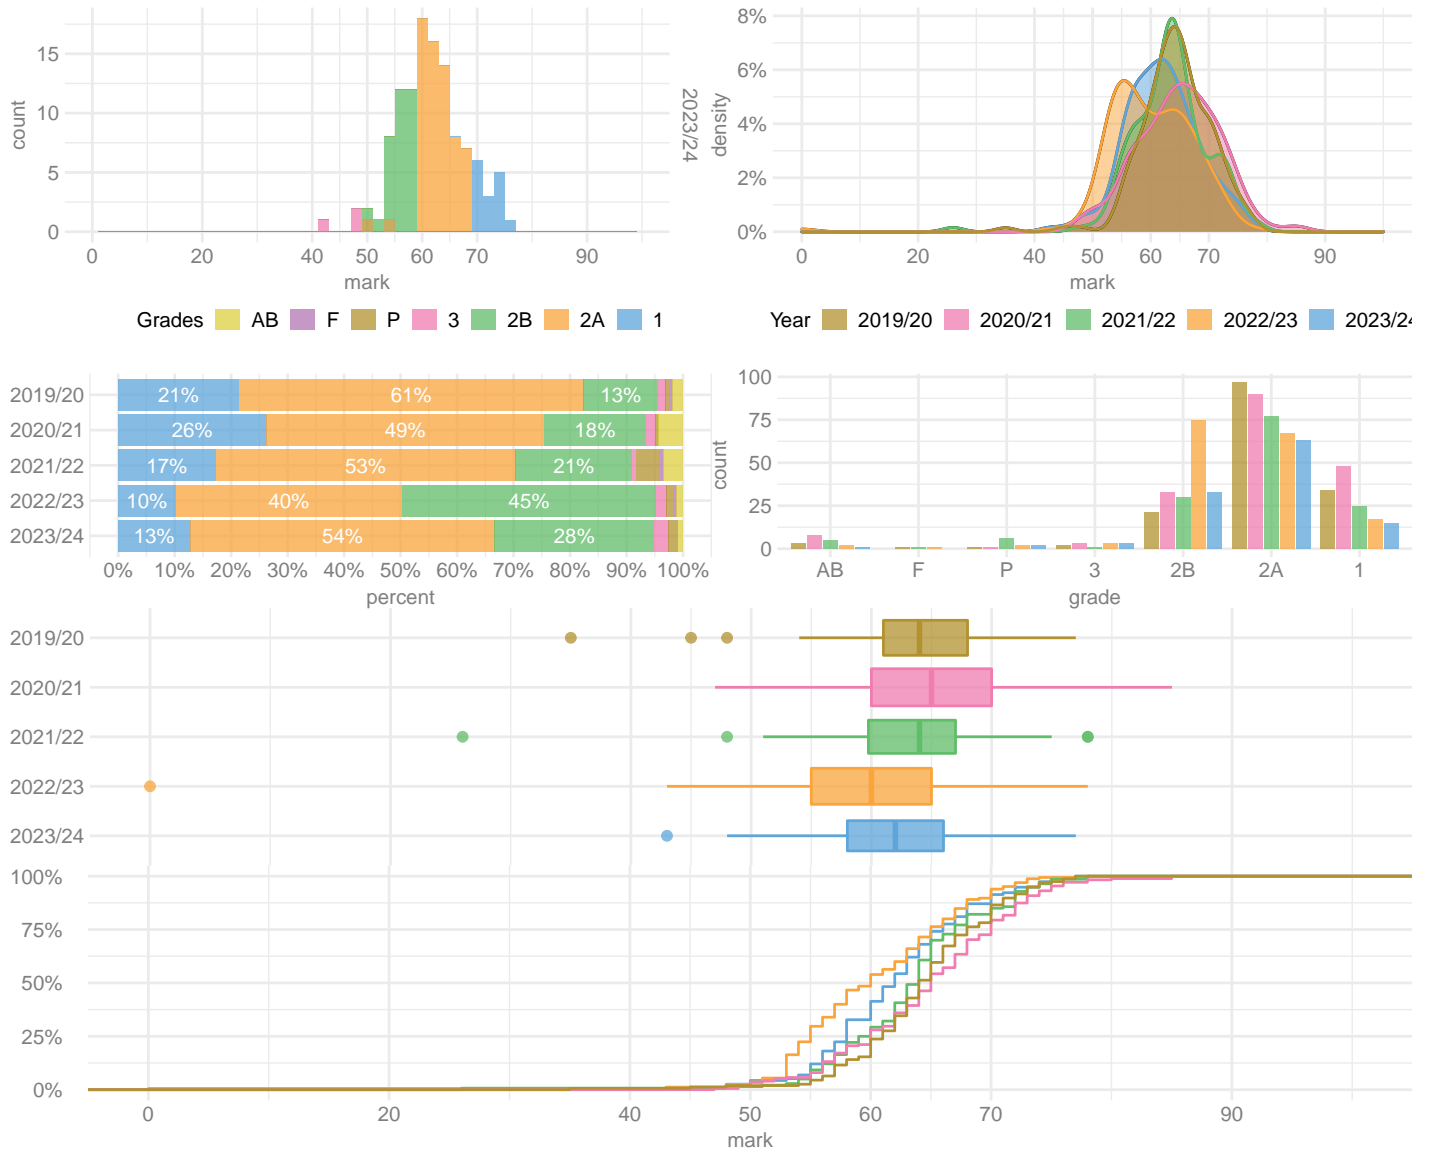 15
10
5
0
count
0 20 40 50 60 70 90
mark
2023/24
8%
6%
4%
2%
0%
density
0 20 40 50 60 70 90
mark
Grades AB F P 3 2B 2A 1
Year 2019/20 2020/21 2021/22 2022/23 2023/24
2019/20 21% 61% 13%
2020/21 26% 49% 18%
2021/22 17% 53% 21%
2022/23 10% 40% 45%
2023/24 13% 54% 28%
0% 10% 20% 30% 40% 50% 60% 70% 80% 90% 100%
percent
100
75
50
25
0
count
AB F P 3 2B 2A 1
grade
2019/20
2020/21
2021/22
2022/23
2023/24
100%
75%
50%
25%
0%
0 20 40 50 60 70 90
mark